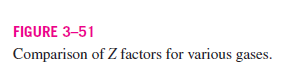 FIGURE 3–51
Comparison of Z factors for various gases.